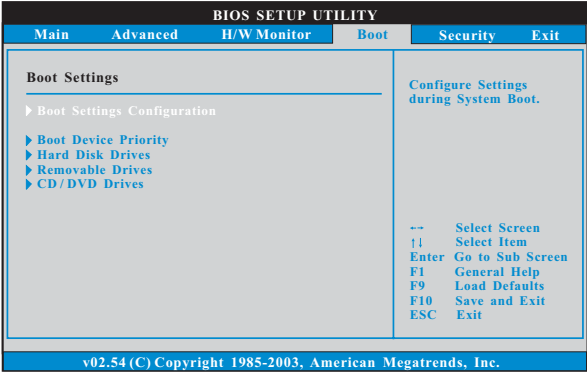 BIOS SETUP UTILITY
Main Advanced H/W Monitor Boot Security Exit
Boot Settings
Boot Settings Configuration
Boot Device Priority
Hard Disk Drives
Removable Drives
CD/DVD Drives
Configure Settings
during System Boot.
←→ Select Screen
↑↓ Select Item
Enter Go to Sub Screen
F1 General Help
F9 Load Defaults
F10 Save and Exit
ESC Exit
v02.54 (C) Copyright 1985-2003, American Megatrends, Inc.